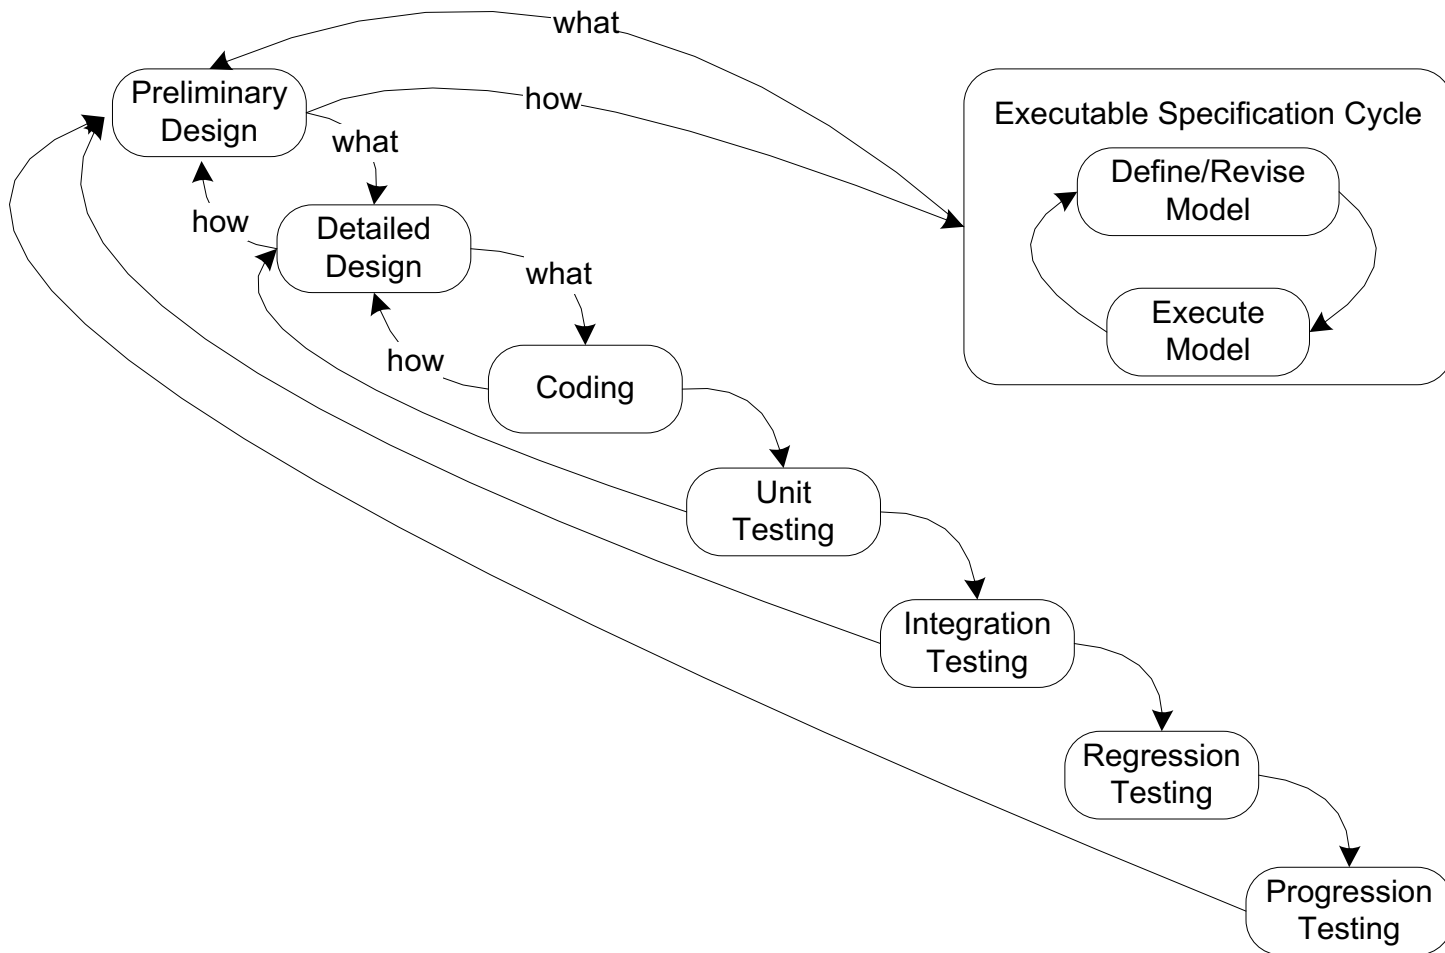 what
Preliminary
Design
how
Executable Specification Cycle
what
Define/Revise
Model
how
Detailed
Design
what
Execute
Model
how
Coding
Unit
Testing
Integration
Testing
Regression
Testing
Progression
Testing